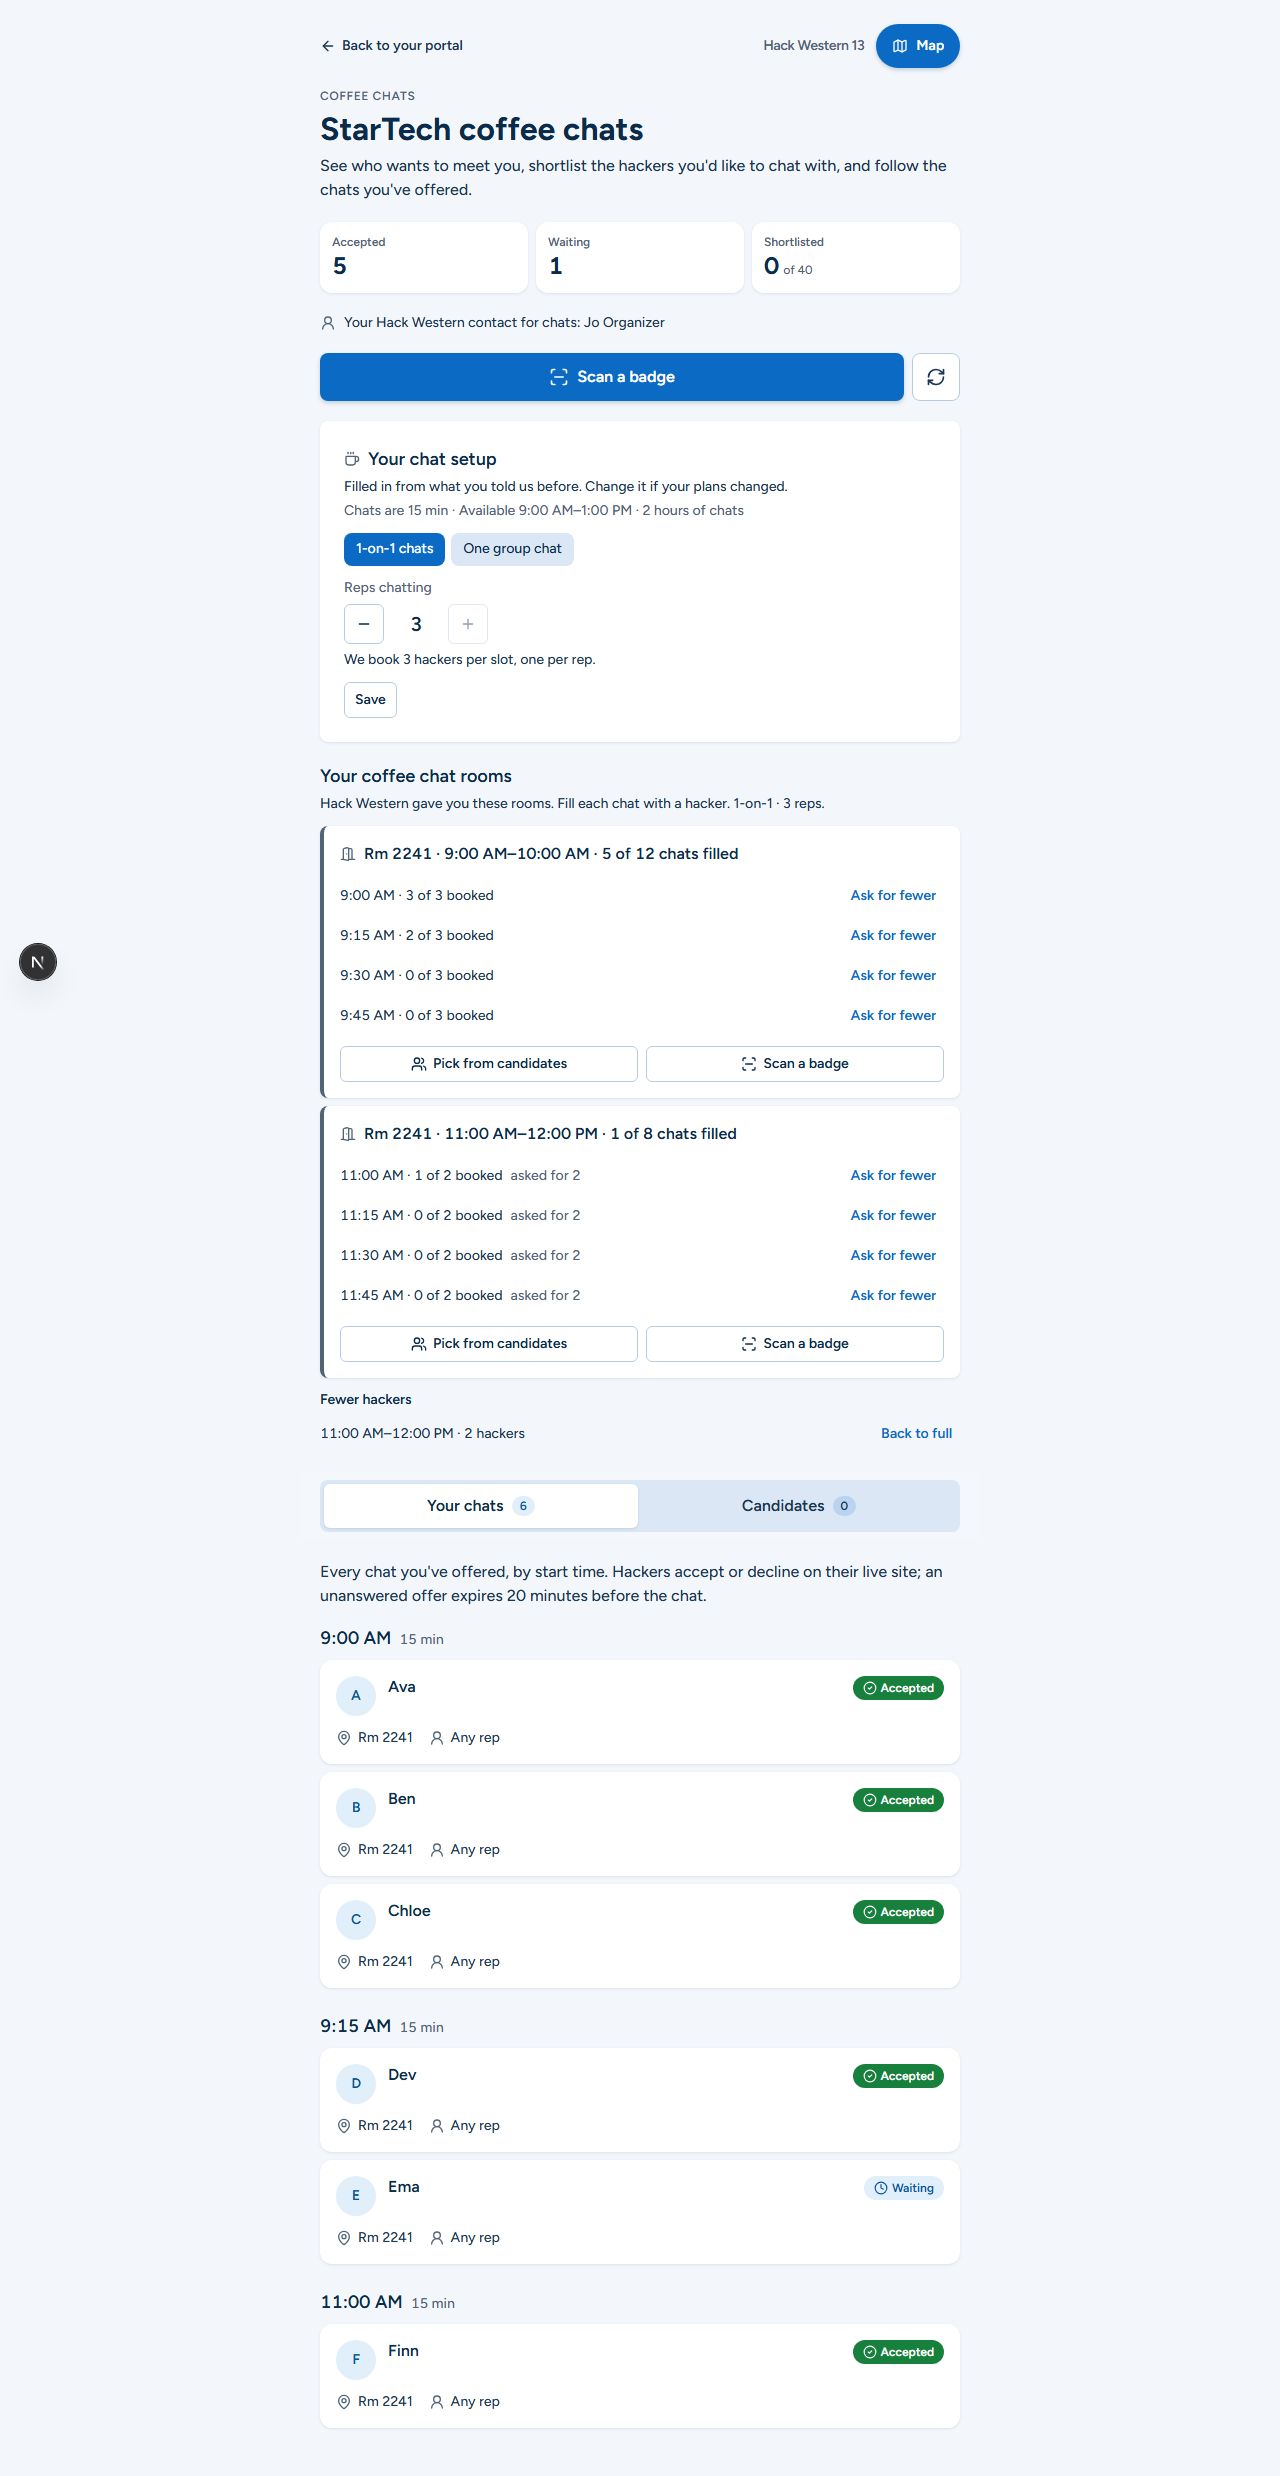 Back to your portal
Hack Western 13
Map
COFFEE CHATS
StarTech coffee chats
See who wants to meet you, shortlist the hackers you'd like to chat with, and follow the
chats you've offered.
Accepted
5
Waiting
1
Shortlisted
0 of 40
Your Hack Western contact for chats: Jo Organizer
Scan a badge
Your chat setup
Filled in from what you told us before. Change it if your plans changed.
Chats are 15 min · Available 9:00 AM–1:00 PM · 2 hours of chats
1-on-1 chats
One group chat
Reps chatting
− 3 +
We book 3 hackers per slot, one per rep.
Save
Your coffee chat rooms
Hack Western gave you these rooms. Fill each chat with a hacker. 1-on-1 · 3 reps.
Rm 2241 · 9:00 AM–10:00 AM · 5 of 12 chats filled
9:00 AM · 3 of 3 booked Ask for fewer
9:15 AM · 2 of 3 booked Ask for fewer
9:30 AM · 0 of 3 booked Ask for fewer
9:45 AM · 0 of 3 booked Ask for fewer
Pick from candidates
Scan a badge
Rm 2241 · 11:00 AM–12:00 PM · 1 of 8 chats filled
11:00 AM · 1 of 2 booked asked for 2 Ask for fewer
11:15 AM · 0 of 2 booked asked for 2 Ask for fewer
11:30 AM · 0 of 2 booked asked for 2 Ask for fewer
11:45 AM · 0 of 2 booked asked for 2 Ask for fewer
Pick from candidates
Scan a badge
Fewer hackers
11:00 AM–12:00 PM · 2 hackers Back to full
Your chats 6
Candidates 0
Every chat you've offered, by start time. Hackers accept or decline on their live site; an
unanswered offer expires 20 minutes before the chat.
9:00 AM 15 min
A Ava Accepted
Rm 2241 Any rep
B Ben Accepted
Rm 2241 Any rep
C Chloe Accepted
Rm 2241 Any rep
9:15 AM 15 min
D Dev Accepted
Rm 2241 Any rep
E Ema Waiting
Rm 2241 Any rep
11:00 AM 15 min
F Finn Accepted
Rm 2241 Any rep
N